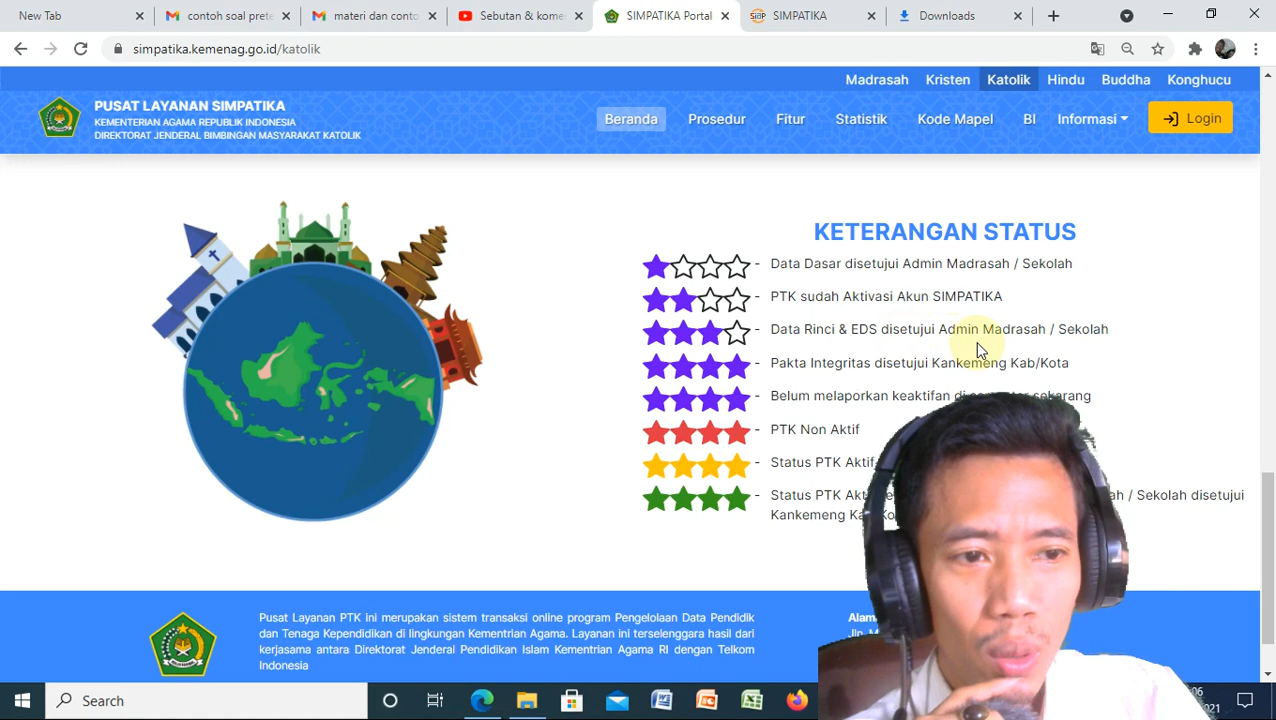 New Tab
contoh soal prete
materi dan conto
Sebutan & kome
SIMPATIKA Portal
SIMPATIKA
Downloads
simpatika.kemenag.go.id/katolik
Madrasah Kristen Katolik Hindu Buddha Konghucu
PUSAT LAYANAN SIMPATIKA
KEMENTERIAN AGAMA REPUBLIK INDONESIA
DIREKTORAT JENDERAL BIMBINGAN MASYARAKAT KATOLIK
Beranda Prosedur Fitur Statistik Kode Mapel BI Informasi Login
KETERANGAN STATUS
- Data Dasar disetujui Admin Madrasah / Sekolah
- PTK sudah Aktivasi Akun SIMPATIKA
- Data Rinci & EDS disetujui Admin Madrasah / Sekolah
- Pakta Integritas disetujui Kankemeng Kab/Kota
- Belum melaporkan keaktifan di semester sekarang
- PTK Non Aktif
- Status PTK Aktif
- Status PTK / Sekolah disetujui
Kankemeng
Pusat Layanan PTK ini merupakan sistem transaksi online program Pengelolaan Data Pendidik
dan Tenaga Kependidikan di lingkungan Kementrian Agama. Layanan ini terselenggara hasil dari
kerjasama antara Direktorat Jenderal Pendidikan Islam Kementrian Agama RI dengan Telkom
Indonesia
Search